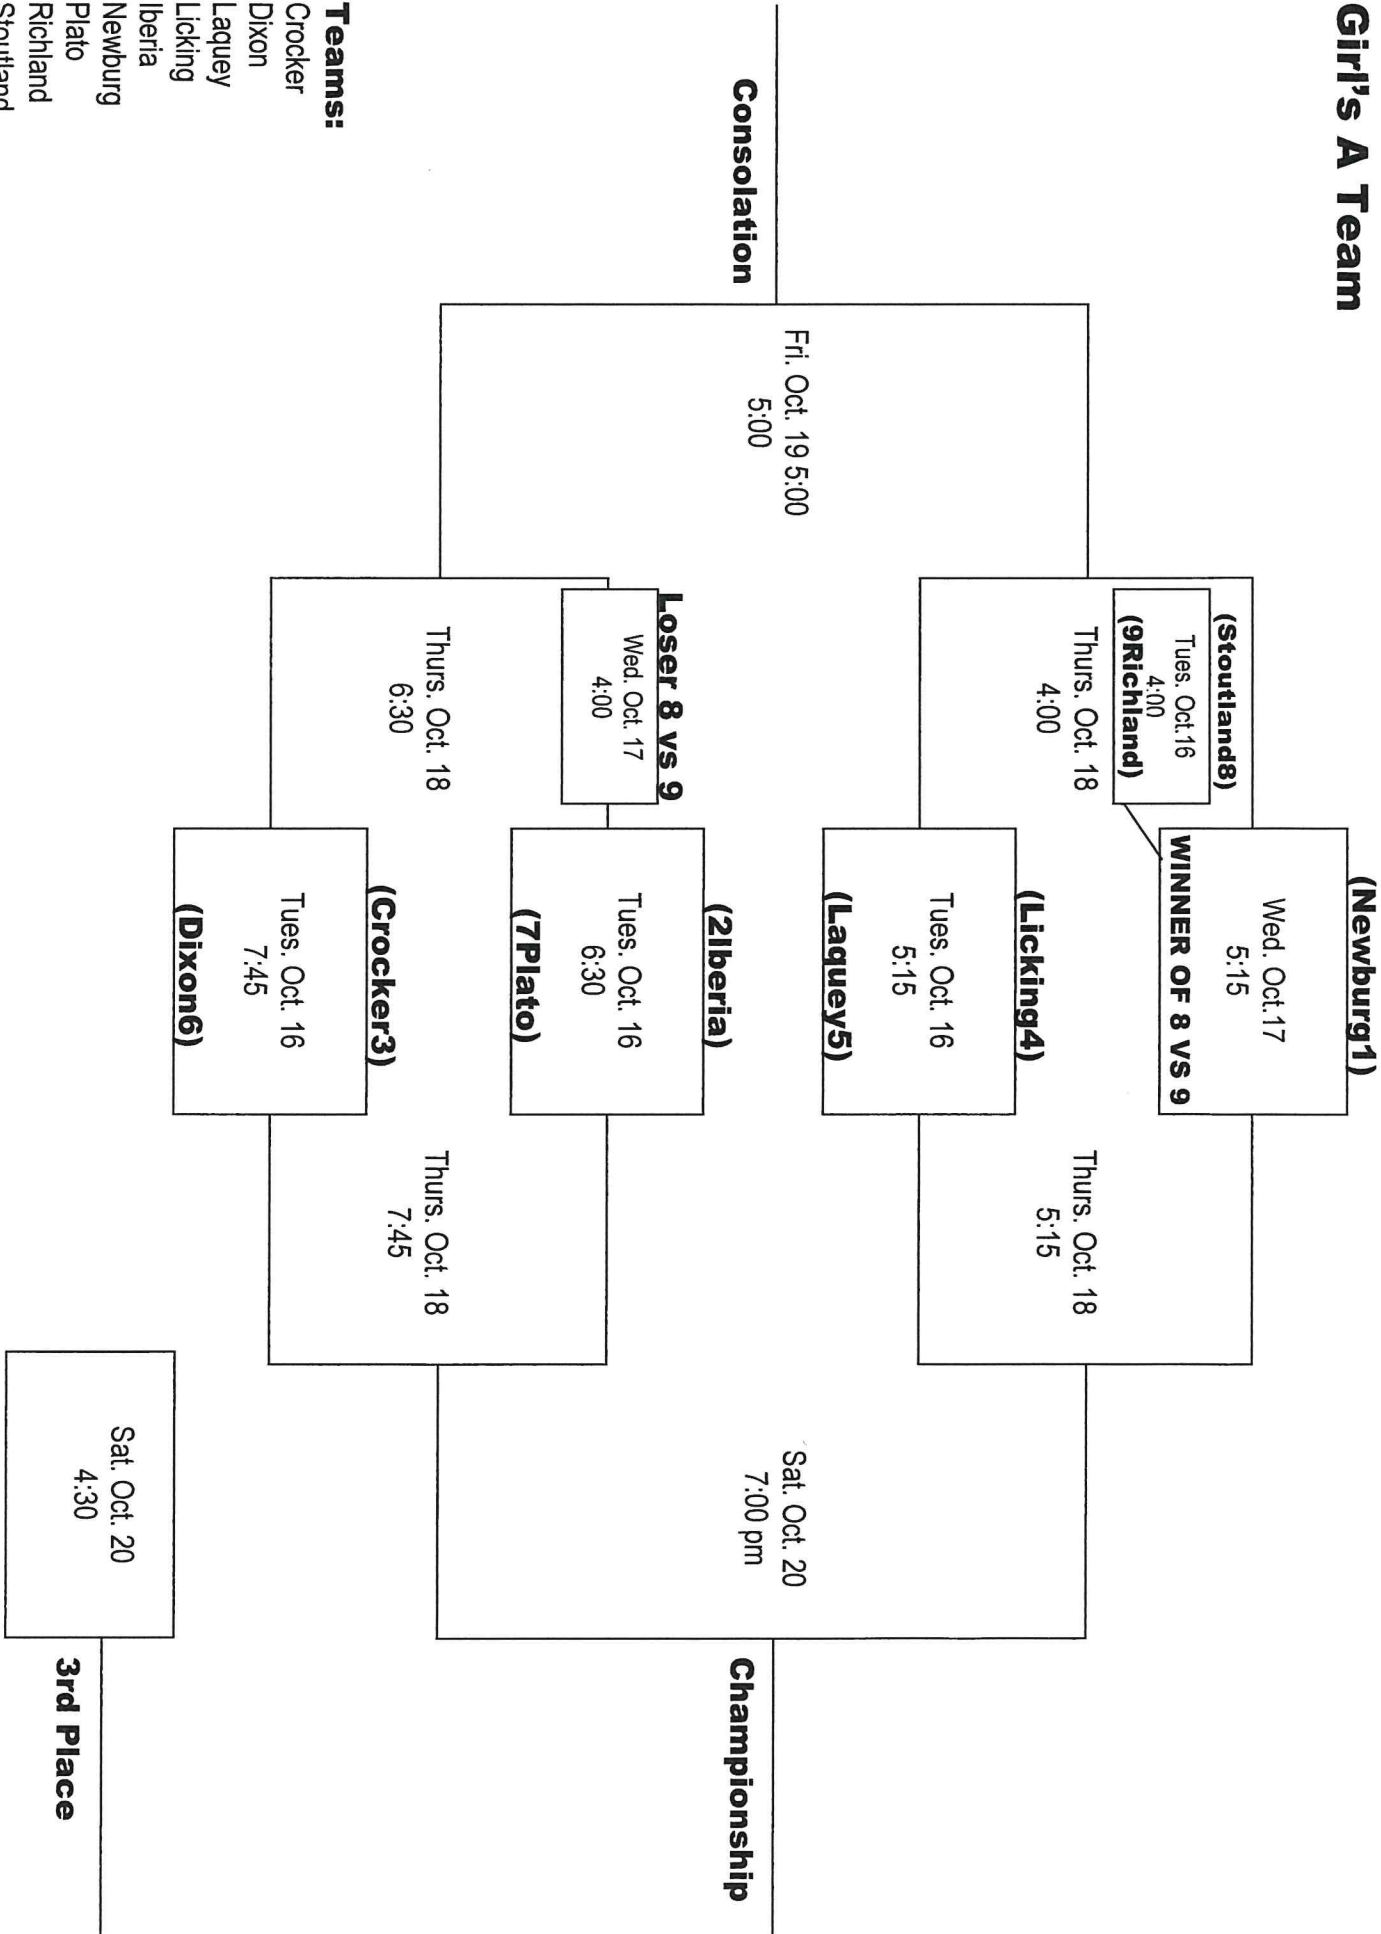 Girl's A Team
(Newburg1)
Wed. Oct.17
5:15
WINNER OF 8 VS 9
(Stoutland8)
Tues. Oct.16
4:00
(9Richland)
Thurs. Oct. 18
4:00
Thurs. Oct. 18
5:15
(Licking4)
Tues. Oct. 16
5:15
(Laquey5)
Consolation
Fri. Oct. 19 5:00
5:00
Sat. Oct. 20
7:00 pm
Championship
(2Iberia)
Tues. Oct. 16
6:30
(7Plato)
Loser 8 vs 9
Wed. Oct. 17
4:00
Thurs. Oct. 18
6:30
Thurs. Oct. 18
7:45
(Crocker3)
Tues. Oct. 16
7:45
(Dixon6)
Teams:
Crocker
Dixon
Laquey
Licking
Iberia
Newburg
Plato
Richland
Stoutland
Sat. Oct. 20
4:30
3rd Place